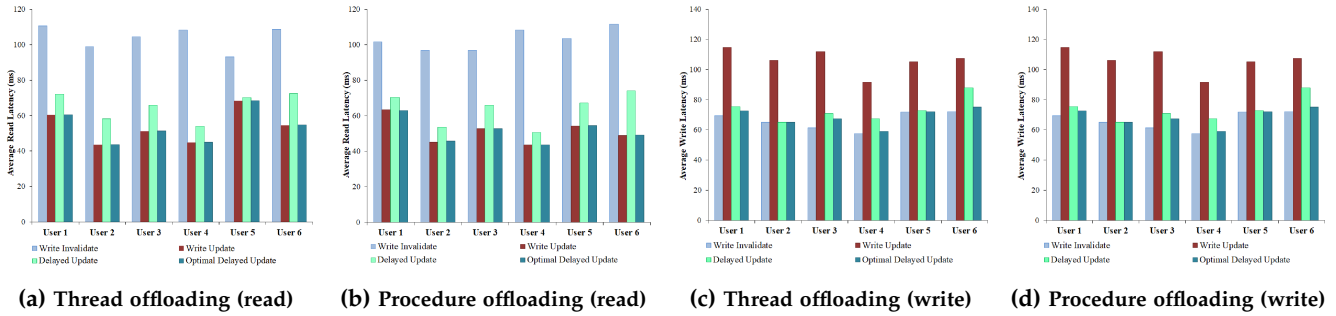 120
100
80
60
40
20
0
Average Read Latency (ms)
User 1 User 2 User 3 User 4 User 5 User 6
Write Invalidate Write Update
Delayed Update Optimal Delayed Update
(a) Thread offloading (read)
120
100
80
60
40
20
0
Average Read Latency (ms)
User 1 User 2 User 3 User 4 User 5 User 6
Write Invalidate Write Update
Delayed Update Optimal Delayed Update
(b) Procedure offloading (read)
140
120
100
80
60
40
20
0
Average Write Latency (ms)
User 1 User 2 User 3 User 4 User 5 User 6
Write Invalidate Write Update
Delayed Update Optimal Delayed Update
(c) Thread offloading (write)
140
120
100
80
60
40
20
0
Average Write Latency (ms)
User 1 User 2 User 3 User 4 User 5 User 6
Write Invalidate Write Update
Delayed Update Optimal Delayed Update
(d) Procedure offloading (write)